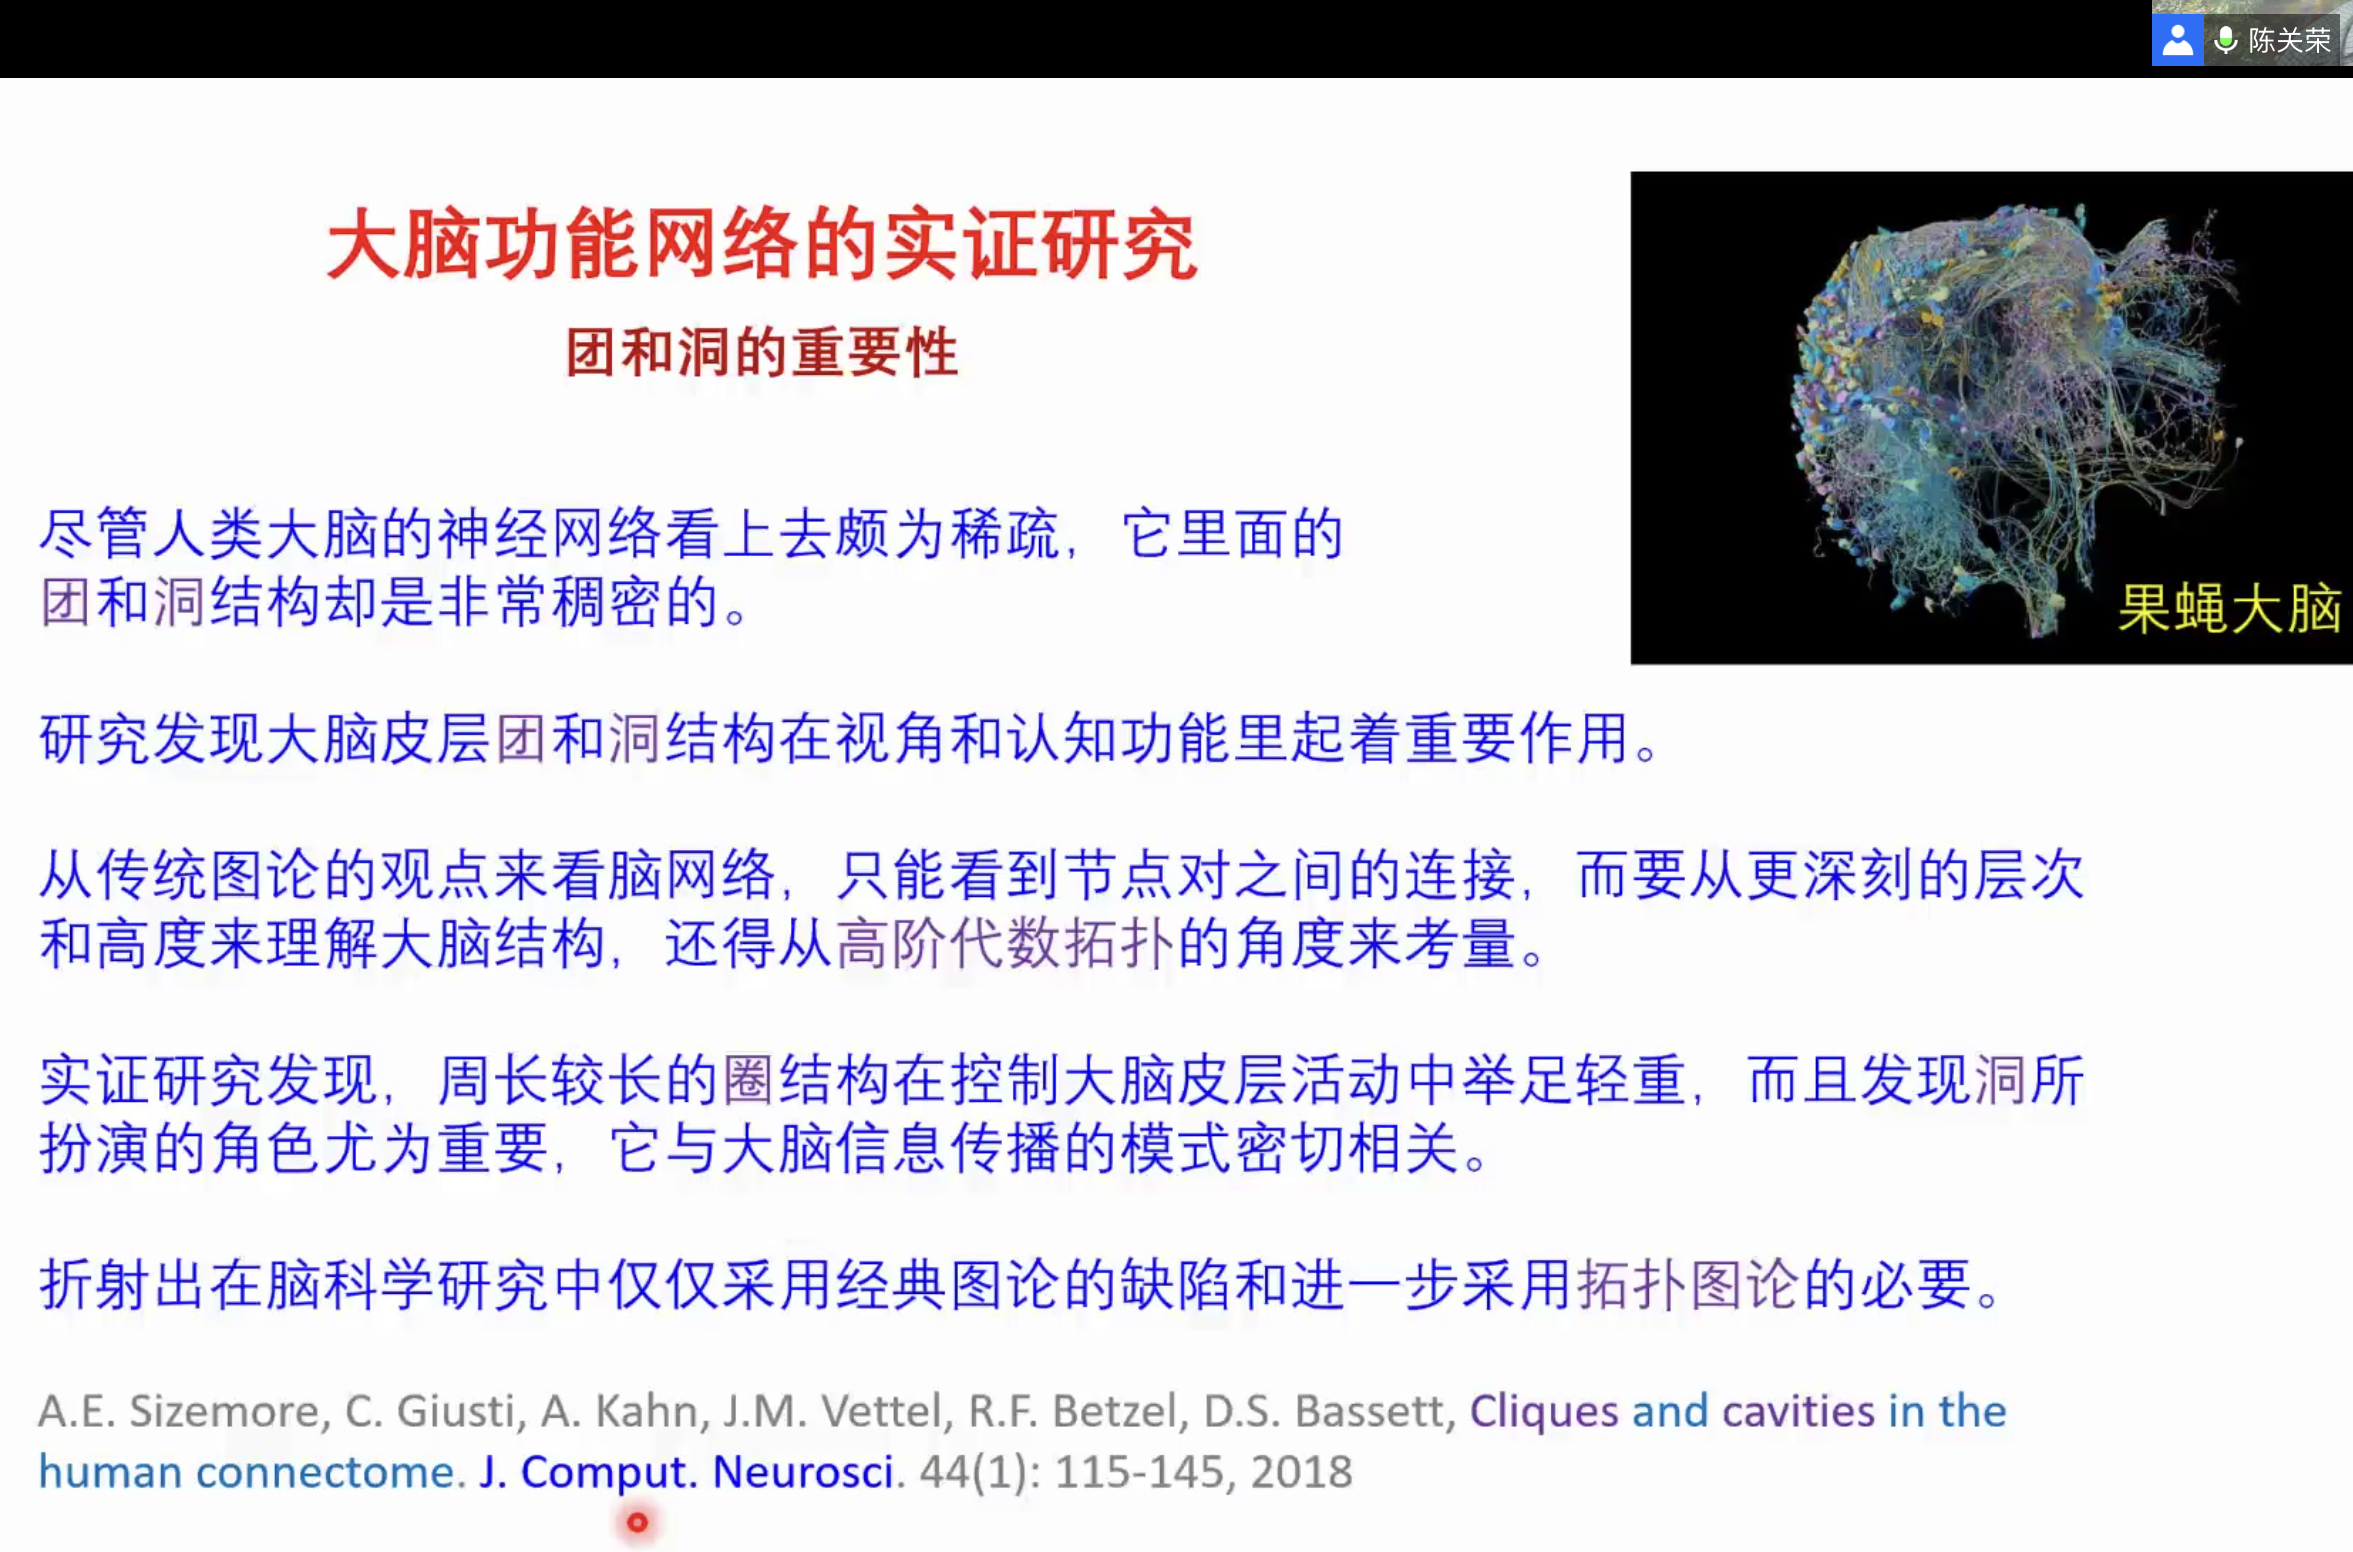 陈关荣
大脑功能网络的实证研究
团和洞的重要性
果蝇大脑
尽管人类大脑的神经网络看上去颇为稀疏，它里面的
团和洞结构却是非常稠密的。
研究发现大脑皮层团和洞结构在视角和认知功能里起着重要作用。
从传统图论的观点来看脑网络，只能看到节点对之间的连接，而要从更深刻的层次
和高度来理解大脑结构，还得从高阶代数拓扑的角度来考量。
实证研究发现，周长较长的圈结构在控制大脑皮层活动中举足轻重，而且发现洞所
扮演的角色尤为重要，它与大脑信息传播的模式密切相关。
折射出在脑科学研究中仅仅采用经典图论的缺陷和进一步采用拓扑图论的必要。
A.E. Sizemore, C. Giusti, A. Kahn, J.M. Vettel, R.F. Betzel, D.S. Bassett, Cliques and cavities in the
human connectome. J. Comput. Neurosci. 44(1): 115-145, 2018